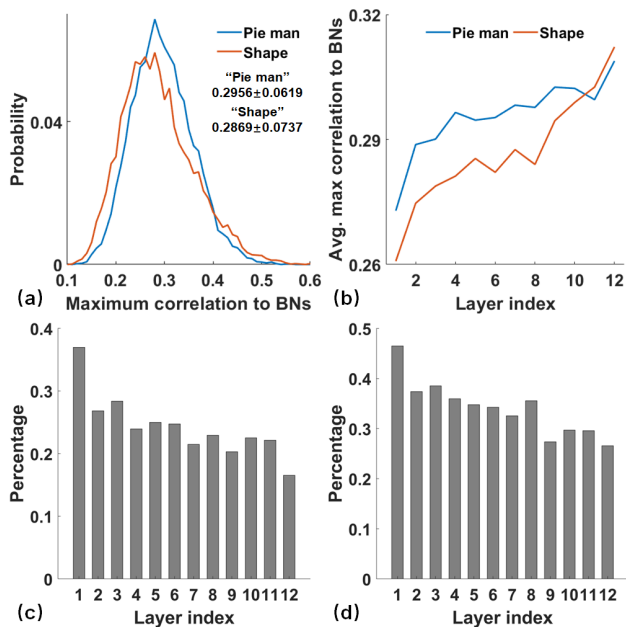 Pie man
Shape
“Pie man”
0.2956±0.0619
“Shape”
0.2869±0.0737
Probability
0.04
0
0.1 0.2 0.3 0.4 0.5 0.6
(a) Maximum correlation to BNs
Pie man Shape
Avg. max correlation to BNs
0.32
0.29
0.26
2 4 6 8 10 12
(b) Layer index
Percentage
0.4
0.3
0.2
0.1
0
1 2 3 4 5 6 7 8 9 10 11 12
(c) Layer index
Percentage
0.5
0.4
0.3
0.2
0.1
0
1 2 3 4 5 6 7 8 9 10 11 12
(d) Layer index